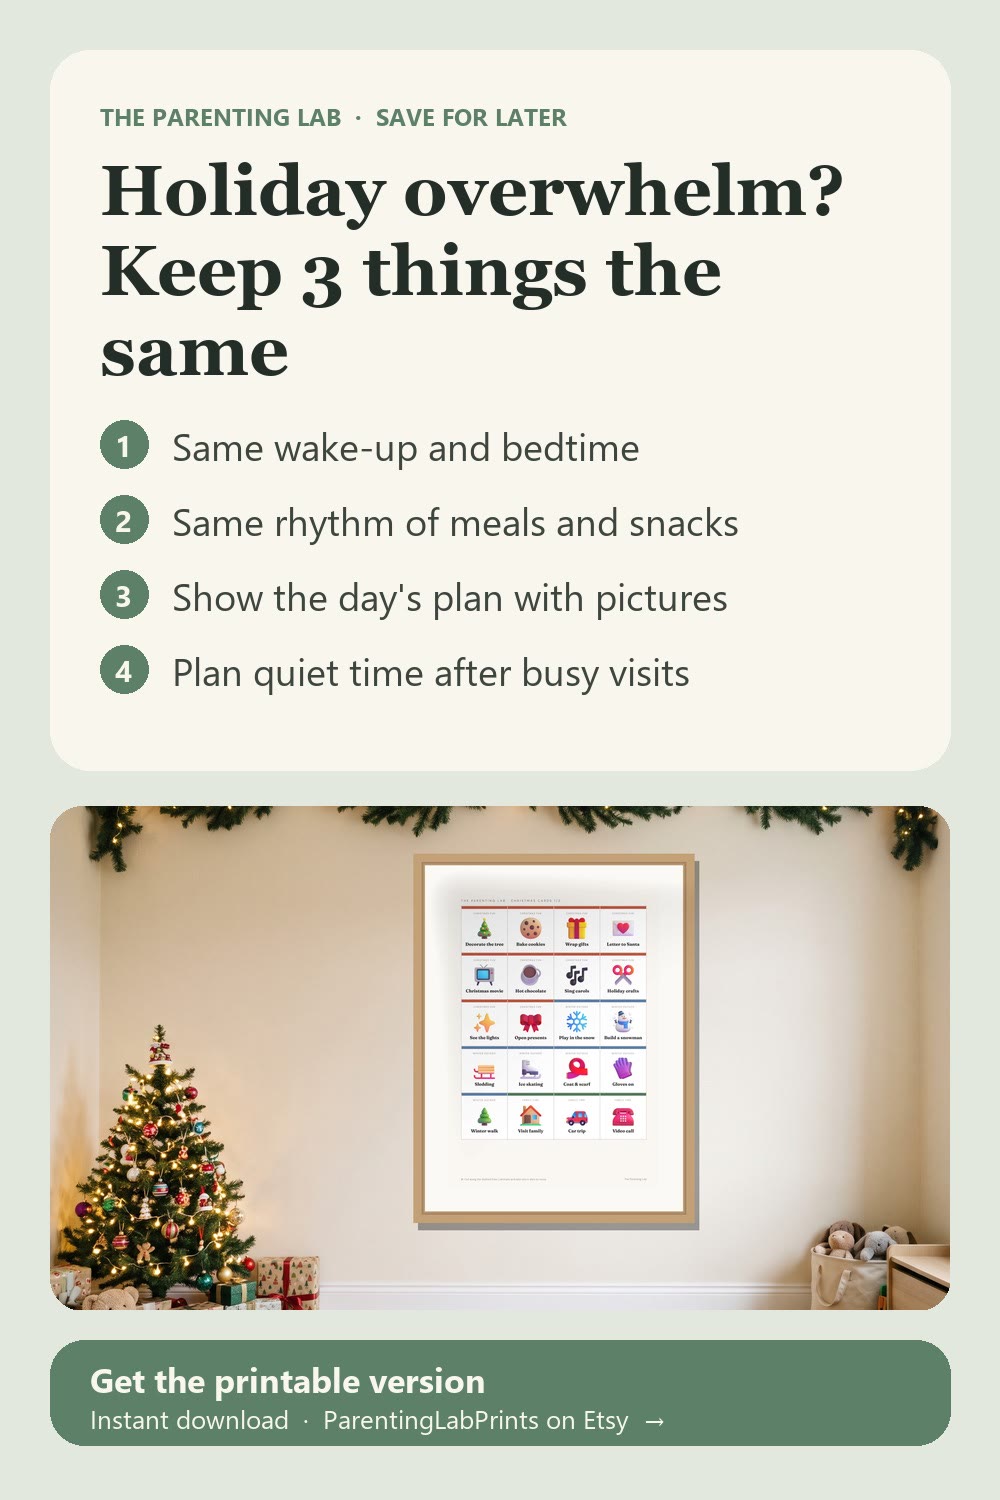 THE PARENTING LAB · SAVE FOR LATER
Holiday overwhelm?
Keep 3 things the
same
1 Same wake-up and bedtime
2 Same rhythm of meals and snacks
3 Show the day's plan with pictures
4 Plan quiet time after busy visits
Decorate the tree Bake cookies Wrap gifts Letter to Santa
Christmas movie Hot chocolate Sing carols Holiday crafts
See the lights Open presents Play in the snow Build a snowman
Sledding Ice skating Coat & scarf Gloves on
Winter walk Visit family Car trip Video call
Get the printable version
Instant download · ParentingLabPrints on Etsy →